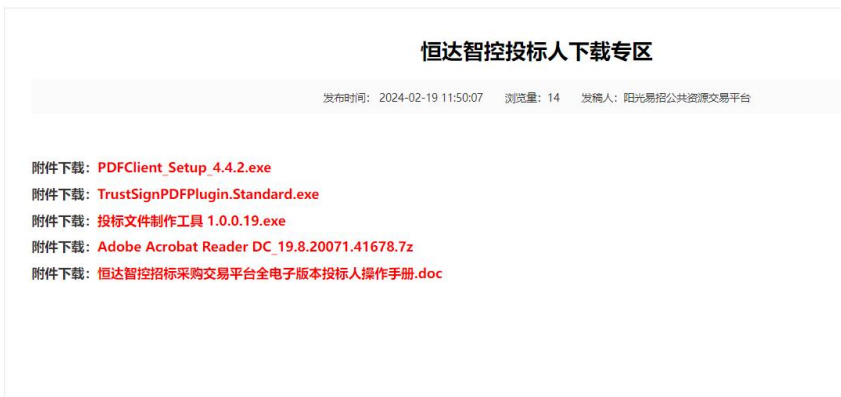 恒达智控投标人下载专区
发布时间： 2024-02-19 11:50:07 浏览量：14 发稿人：阳光易招公共资源交易平台
附件下载：PDFClient_Setup_4.4.2.exe
附件下载：TrustSignPDFPlugin.Standard.exe
附件下载：投标文件制作工具 1.0.0.19.exe
附件下载：Adobe Acrobat Reader DC_19.8.20071.41678.7z
附件下载：恒达智控招标采购交易平台全电子版本投标人操作手册.doc